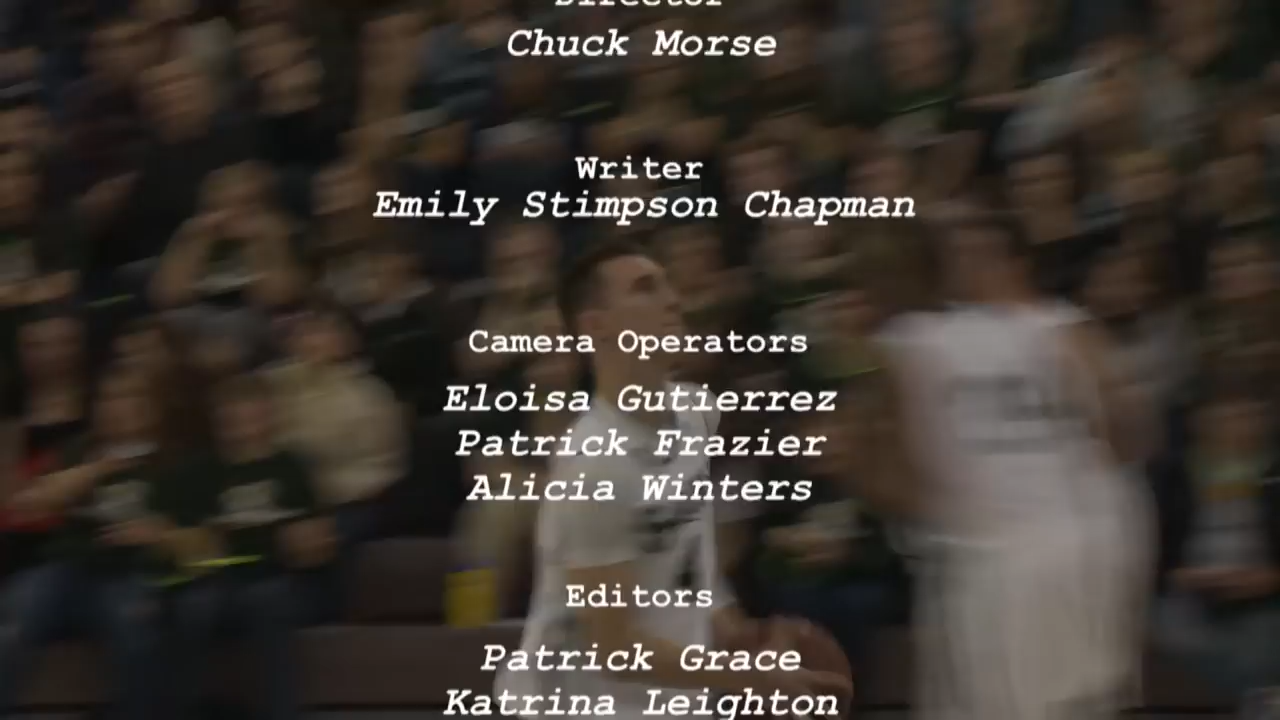 Director
Chuck Morse
Writer
Emily Stimpson Chapman
Camera Operators
Eloisa Gutierrez
Patrick Frazier
Alicia Winters
Editors
Patrick Grace
Katrina Leighton